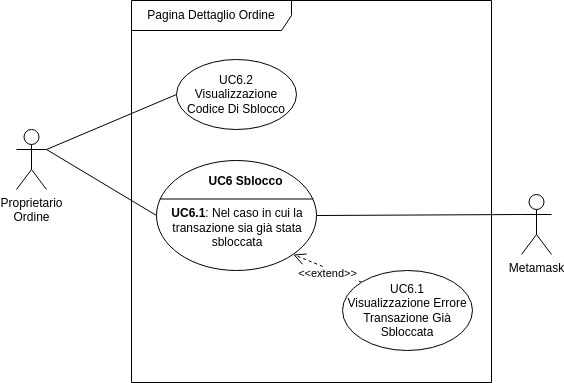 Pagina Dettaglio Ordine
UC6.2
Visualizzazione
Codice Di Sblocco
Proprietario
Ordine
UC6 Sblocco
UC6.1: Nel caso in cui la
transazione sia già stata
sbloccata
Metamask
<<extend>>
UC6.1
Visualizzazione Errore
Transazione Già
Sbloccata